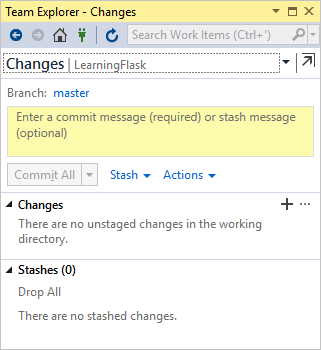 Team Explorer - Changes
Search Work Items (Ctrl+')
Changes | LearningFlask
Branch: master
Enter a commit message (required) or stash message
(optional)
Commit All Stash Actions
Changes
There are no unstaged changes in the working
directory.
Stashes (0)
Drop All
There are no stashed changes.